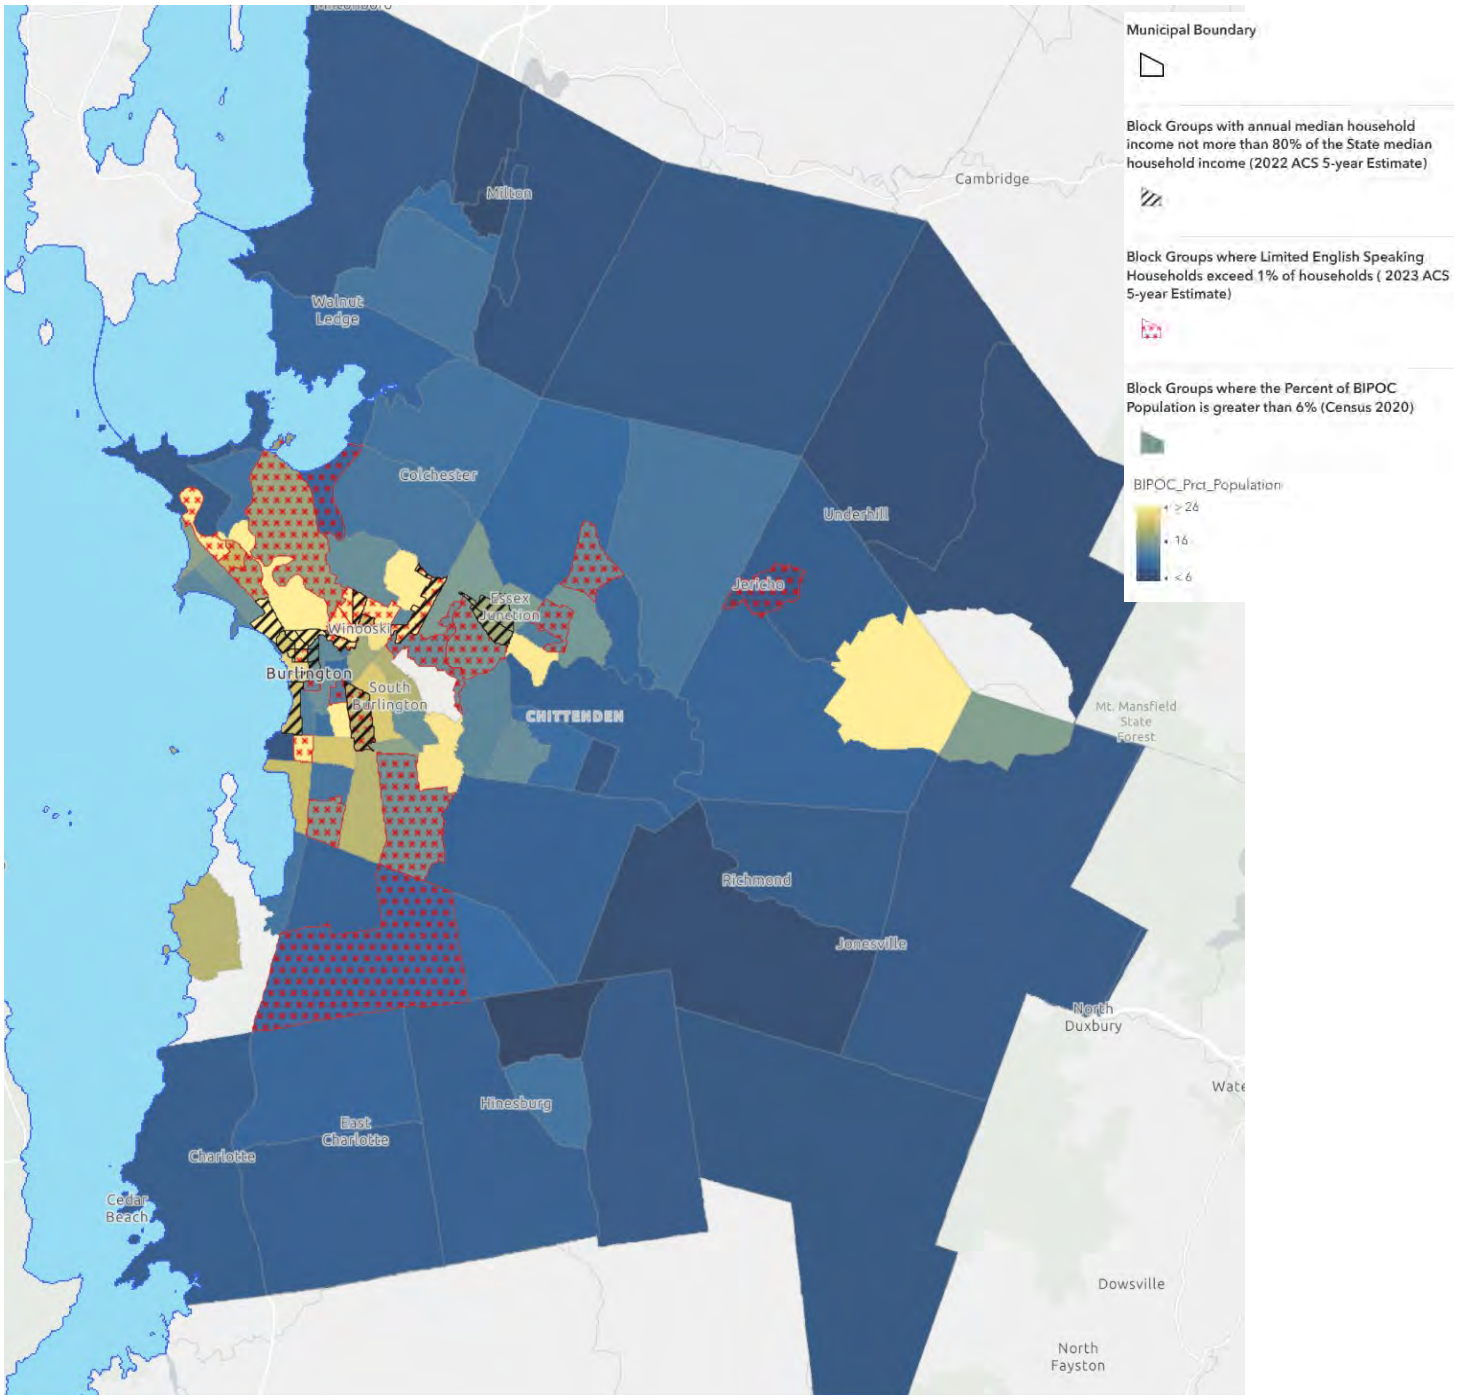 Municipal Boundary
Block Groups with annual median household
income not more than 80% of the State median
household income (2022 ACS 5-year Estimate)
Block Groups where Limited English Speaking
Households exceed 1% of households ( 2023 ACS
5-year Estimate)
Block Groups where the Percent of BIPOC
Population is greater than 6% (Census 2020)
BIPOC_Prct_Population
> 26
16
< 6
Cambridge
Milton
Walnut
Ledge
Colchester
Underhill
Jericho
Essex
Junction
Winooski
Burlington
South
Burlington
CHITTENDEN
Mt. Mansfield
State
Forest
Richmond
Jonesville
North
Duxbury
Wate
Hinesburg
East
Charlotte
Charlotte
Cedar
Beach
Dowsville
North
Fayston